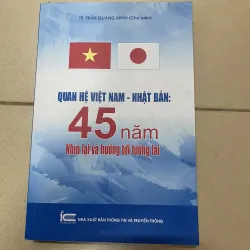 TS. TRẦN QUANG MINH (Chủ biên)
QUAN HỆ VIỆT NAM - NHẬT BẢN:
45 năm
Nhìn lại và hướng tới tương lai
NHÀ XUẤT BẢN THÔNG TIN VÀ TRUYỀN THÔNG